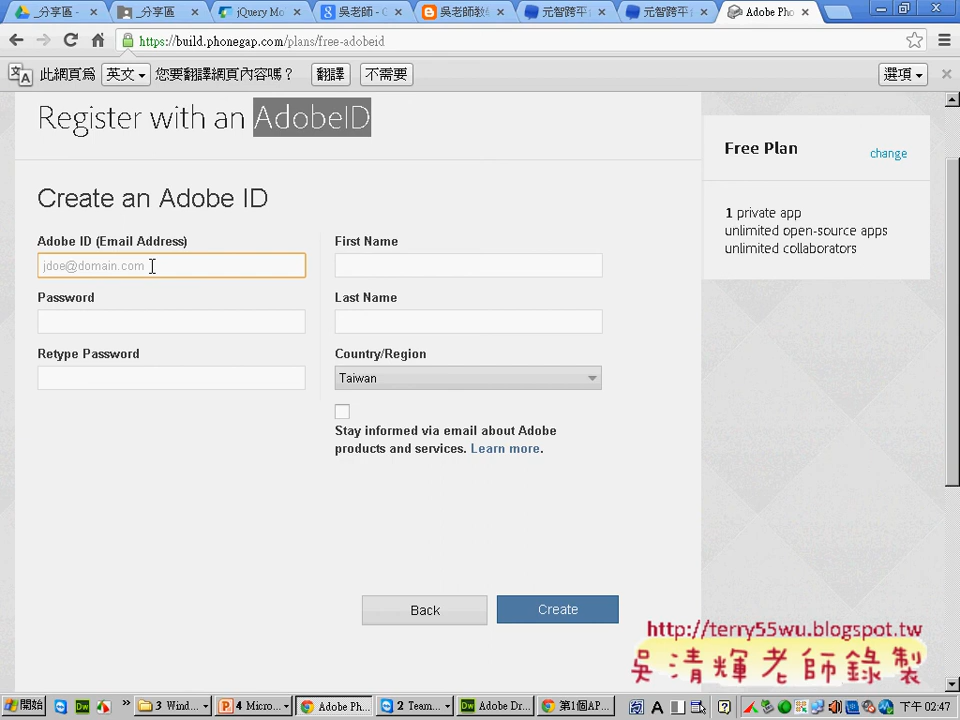 _分享區
_分享區
jQuery Mo
吳老師 - G
吳老師教
元智跨平
元智跨平
Adobe Pho
https://build.phonegap.com/plans/free-adobeid
此網頁為 英文 您要翻譯網頁內容嗎？ 翻譯 不需要 選項
Register with an AdobeID
Free Plan change
1 private app
unlimited open-source apps
unlimited collaborators
Create an Adobe ID
Adobe ID (Email Address)
jdoe@domain.com
Password
Retype Password
First Name
Last Name
Country/Region
Taiwan
Stay informed via email about Adobe
products and services. Learn more.
Back Create
http://terry55wu.blogspot.tw
吳清輝老師錄製
開始 3 Wind... 4 Micro... Adobe Ph... 2 Team... Adobe Dr... 第1個AP... 下午 02:47